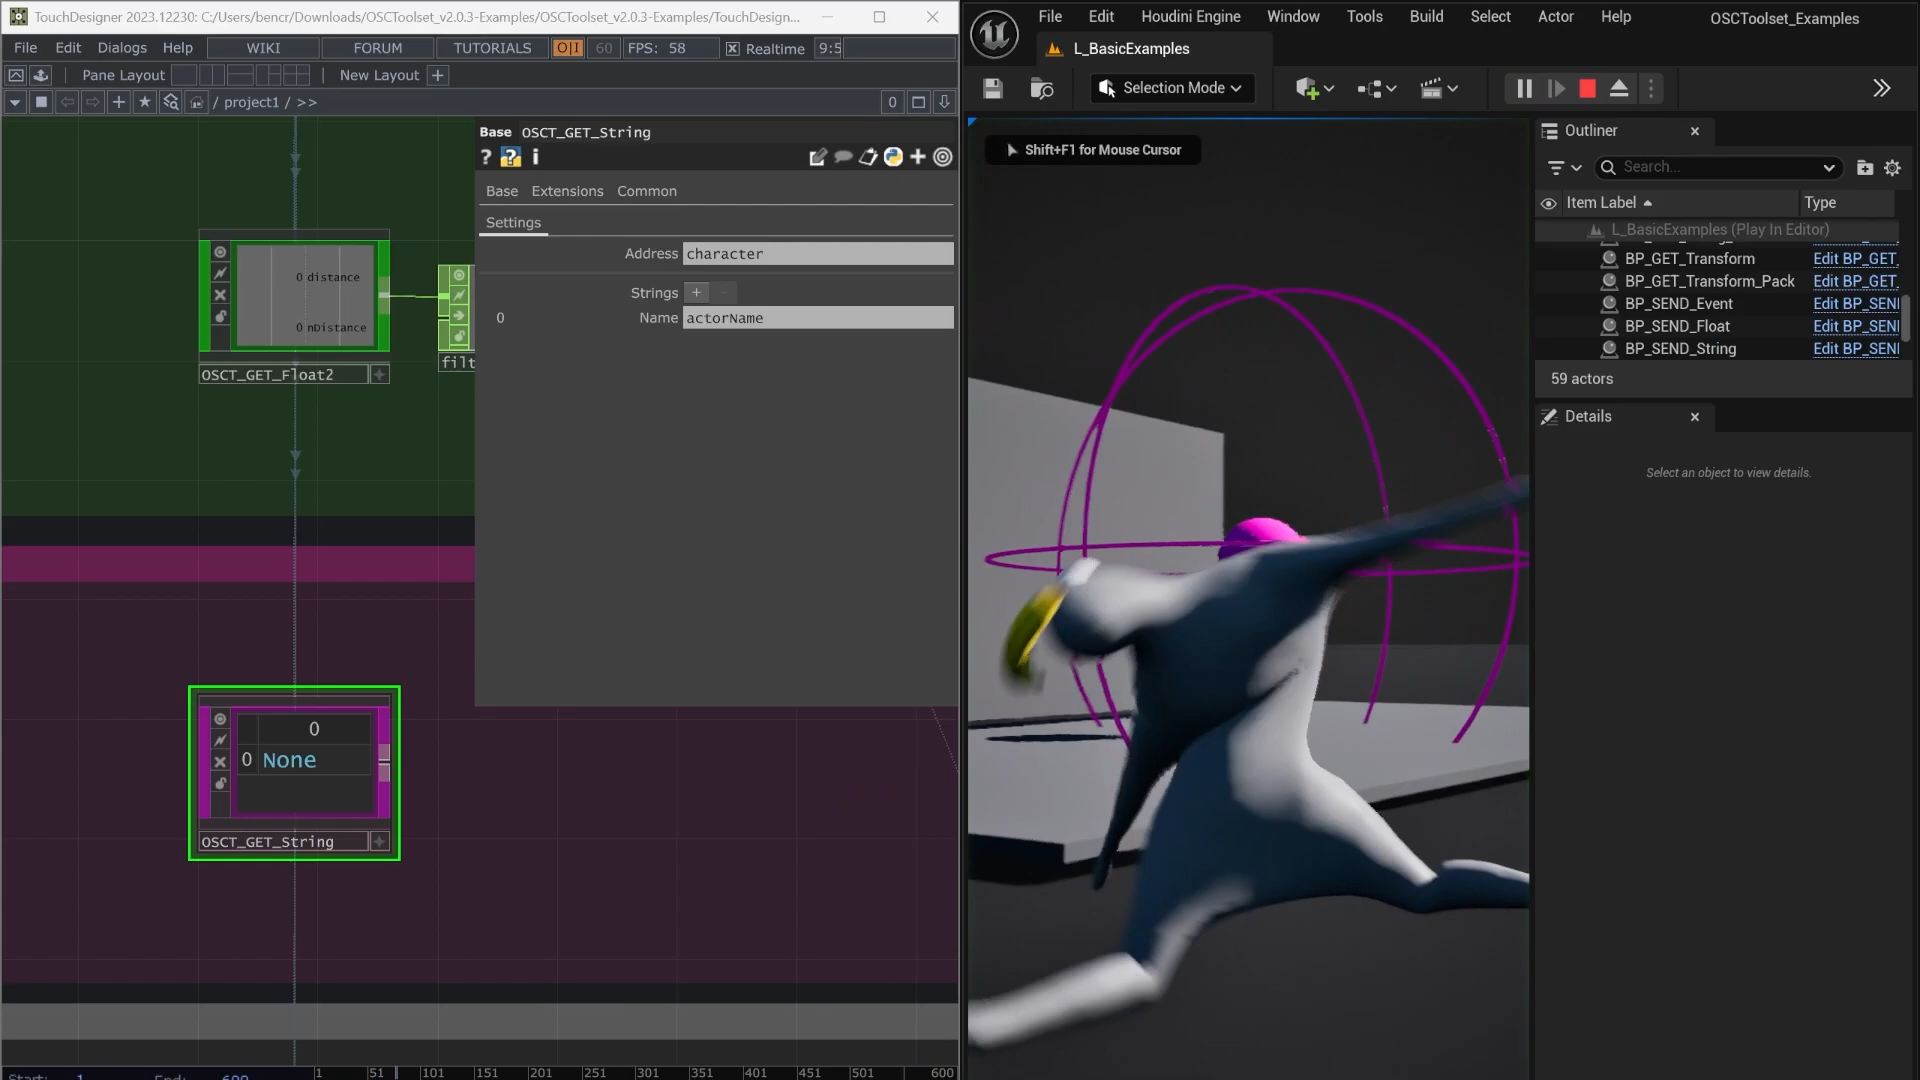 TouchDesigner 2023.12230: C:/Users/bencr/Downloads/OSCToolset_v2.0.3-Examples/OSCToolset_v2.0.3-Examples/TouchDesign...
File Edit Dialogs Help WIKI FORUM TUTORIALS O|I 60 FPS: 58 Realtime 9:5
Pane Layout New Layout +
/ project1 / >> 0
Base OSCT_GET_String
? ? i
Base Extensions Common
Settings
Address character
Strings + -
0 Name actorName
0 distance
0 nDistance
OSCT_GET_Float2
filt
0
0 None
OSCT_GET_String
Start: 1 End: 600 1 51 101 151 201 251 301 351 401 451 501 600
File Edit Houdini Engine Window Tools Build Select Actor Help OSCToolset_Examples
L_BasicExamples
Selection Mode
Shift+F1 for Mouse Cursor
Outliner
Search...
Item Label Type
L_BasicExamples (Play In Editor)
BP_GET_Transform Edit BP_GET_
BP_GET_Transform_Pack Edit BP_GET_
BP_SEND_Event Edit BP_SEN
BP_SEND_Float Edit BP_SEN
BP_SEND_String Edit BP_SEN
59 actors
Details
Select an object to view details.